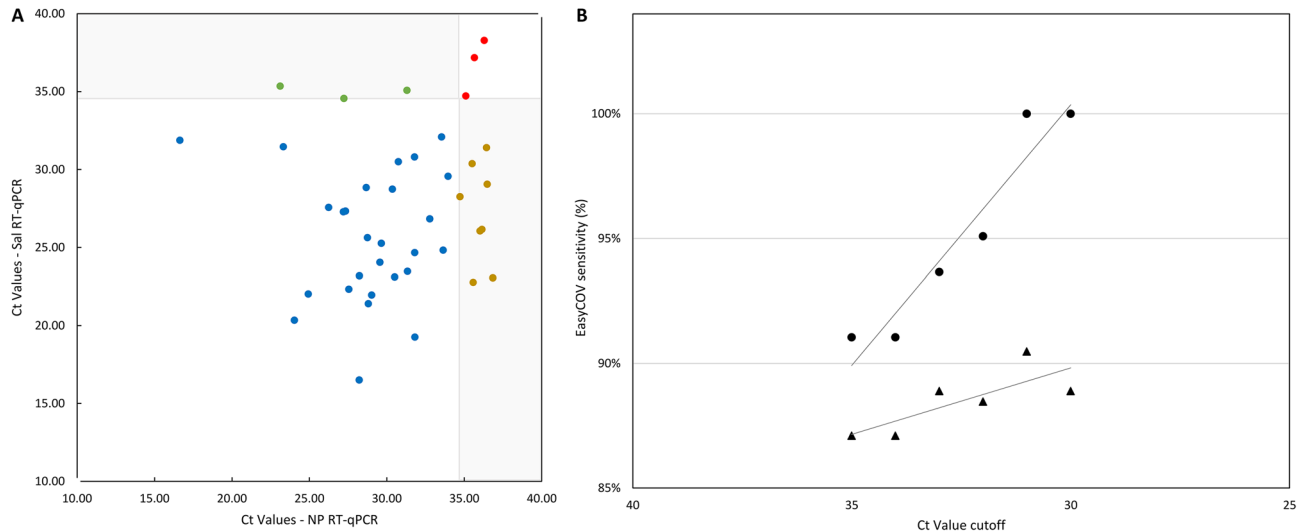 A
40.00
35.00
30.00
25.00
20.00
15.00
10.00
Ct Values - Sal RT-qPCR
10.00 15.00 20.00 25.00 30.00 35.00 40.00
Ct Values - NP RT-qPCR
B
100%
95%
90%
85%
EasyCOV sensitivity (%)
40 35 30 25
Ct Value cutoff